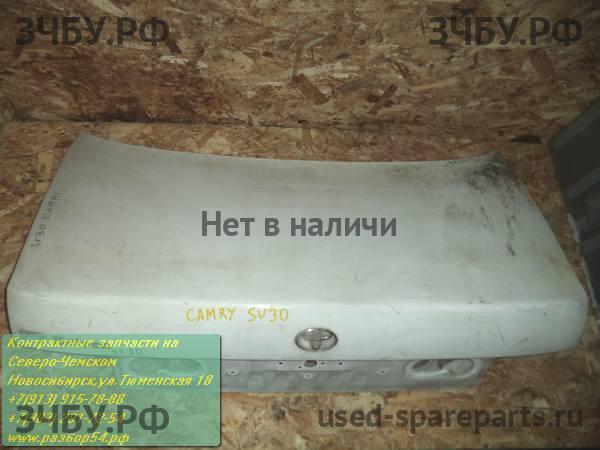 ЗЧБУ.РФ ЗЧБУ.РФ
SV30 CAMRI
Нет в наличи
CAMRY SV30
Контрактные запчасти на
Северо-Чемском
Новосибирск,ул.Тюменская 18
+7(913) 915-78-88
www.разбор54.рф
ЗЧБУ.РФ
used-spareparts.ru